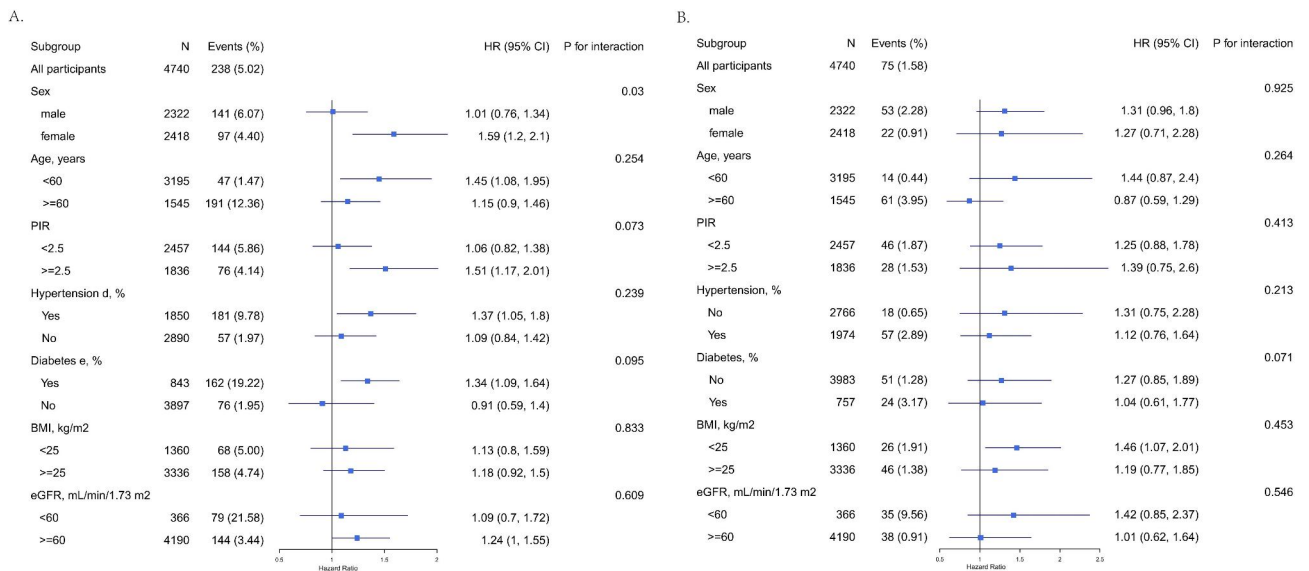 A.
Subgroup N Events (%) HR (95% CI) P for interaction
All participants 4740 238 (5.02)
Sex 0.03
male 2322 141 (6.07) 1.01 (0.76, 1.34)
female 2418 97 (4.40) 1.59 (1.2, 2.1)
Age, years 0.254
<60 3195 47 (1.47) 1.45 (1.08, 1.95)
>=60 1545 191 (12.36) 1.15 (0.9, 1.46)
PIR 0.073
<2.5 2457 144 (5.86) 1.06 (0.82, 1.38)
>=2.5 1836 76 (4.14) 1.51 (1.17, 2.01)
Hypertension d, % 0.239
Yes 1850 181 (9.78) 1.37 (1.05, 1.8)
No 2890 57 (1.97) 1.09 (0.84, 1.42)
Diabetes e, % 0.095
Yes 843 162 (19.22) 1.34 (1.09, 1.64)
No 3897 76 (1.95) 0.91 (0.59, 1.4)
BMI, kg/m2 0.833
<25 1360 68 (5.00) 1.13 (0.8, 1.59)
>=25 3336 158 (4.74) 1.18 (0.92, 1.5)
eGFR, mL/min/1.73 m2 0.609
<60 366 79 (21.58) 1.09 (0.7, 1.72)
>=60 4190 144 (3.44) 1.24 (1, 1.55)
0.5 1 1.5 2
Hazard Ratio
B.
Subgroup N Events (%) HR (95% CI) P for interaction
All participants 4740 75 (1.58)
Sex 0.925
male 2322 53 (2.28) 1.31 (0.96, 1.8)
female 2418 22 (0.91) 1.27 (0.71, 2.28)
Age, years 0.264
<60 3195 14 (0.44) 1.44 (0.87, 2.4)
>=60 1545 61 (3.95) 0.87 (0.59, 1.29)
PIR 0.413
<2.5 2457 46 (1.87) 1.25 (0.88, 1.78)
>=2.5 1836 28 (1.53) 1.39 (0.75, 2.6)
Hypertension, % 0.213
No 2766 18 (0.65) 1.31 (0.75, 2.28)
Yes 1974 57 (2.89) 1.12 (0.76, 1.64)
Diabetes, % 0.071
No 3983 51 (1.28) 1.27 (0.85, 1.89)
Yes 757 24 (3.17) 1.04 (0.61, 1.77)
BMI, kg/m2 0.453
<25 1360 26 (1.91) 1.46 (1.07, 2.01)
>=25 3336 46 (1.38) 1.19 (0.77, 1.85)
eGFR, mL/min/1.73 m2 0.546
<60 366 35 (9.56) 1.42 (0.85, 2.37)
>=60 4190 38 (0.91) 1.01 (0.62, 1.64)
0.5 1 1.5 2 2.5
Hazard Ratio